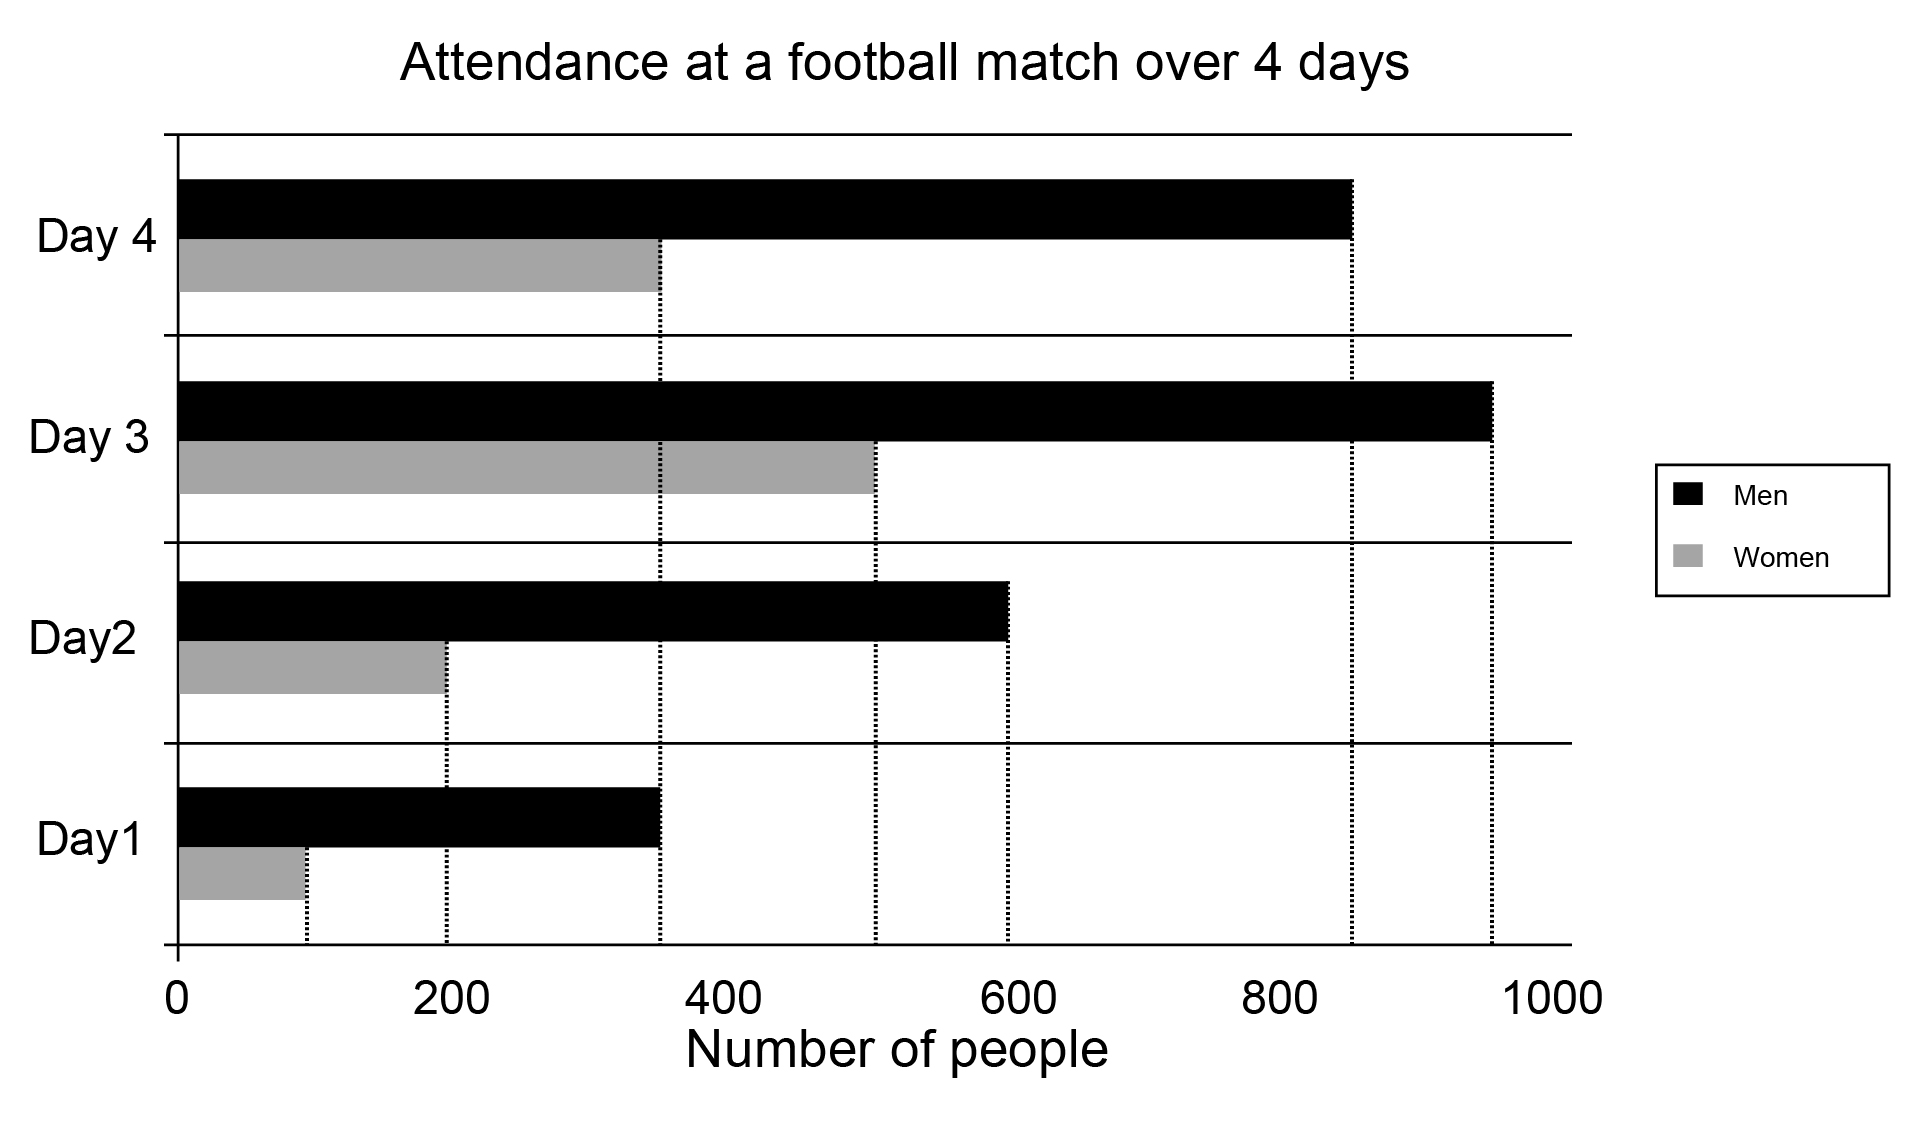 Attendance at a football match over 4 days
Day 4
Day 3
Day2
Day1
Men
Women
0 200 400 600 800 1000
Number of people